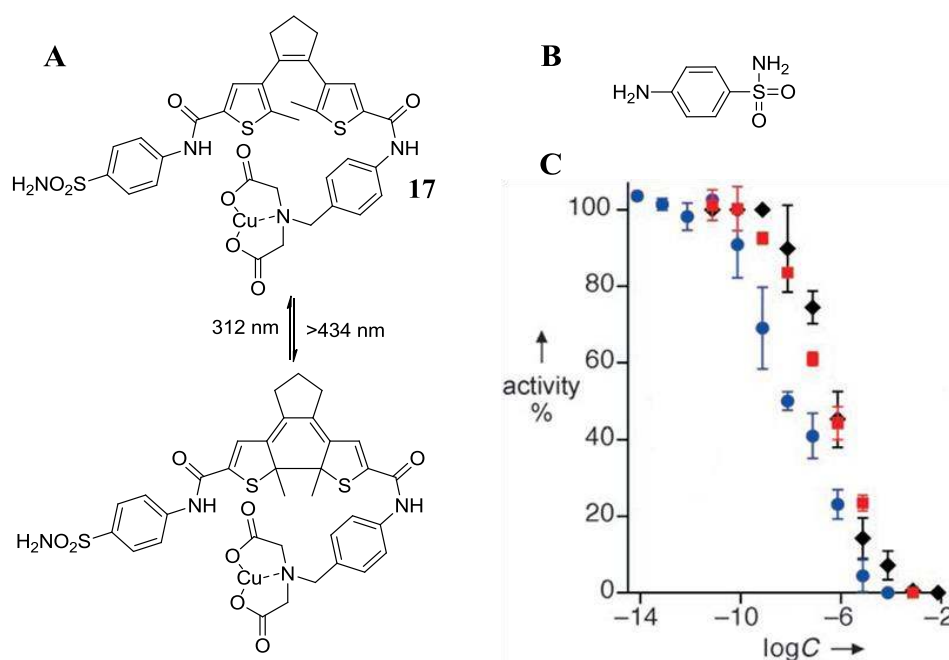 A
O
S
S
O
NH
NH
H2NO2S
O
O
Cu
N
O
O
17
312 nm
>434 nm
O
S
S
O
NH
NH
H2NO2S
O
O
Cu
N
O
O
B
NH2
H2N
S=O
O
C
100
80
60
40
20
0
activity
%
−14
−10
−6
−2
logC